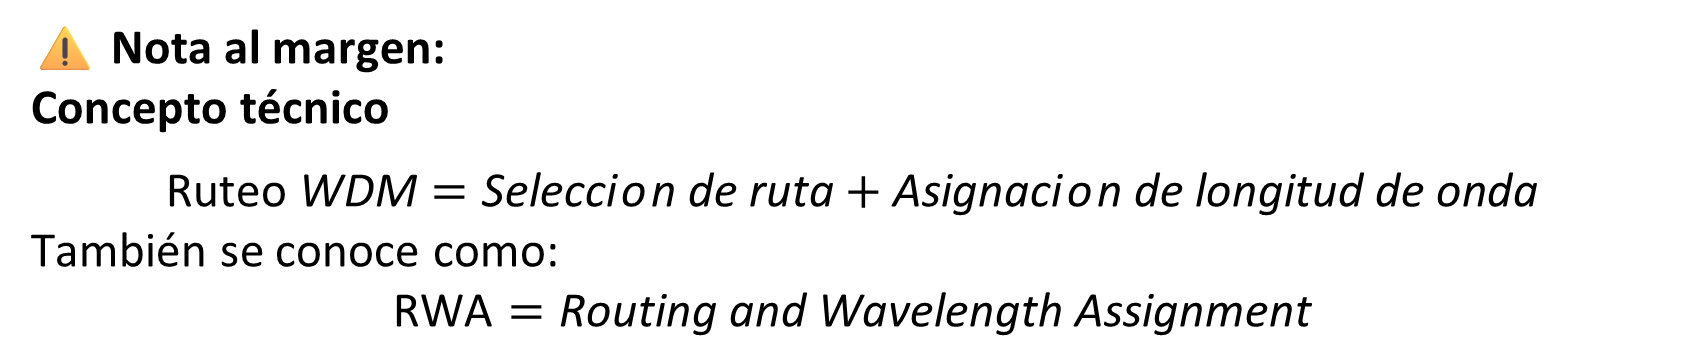 ⚠️ Nota al margen:
Concepto técnico
Ruteo WDM = Seleccion de ruta + Asignacion de longitud de onda
También se conoce como:
RWA = Routing and Wavelength Assignment